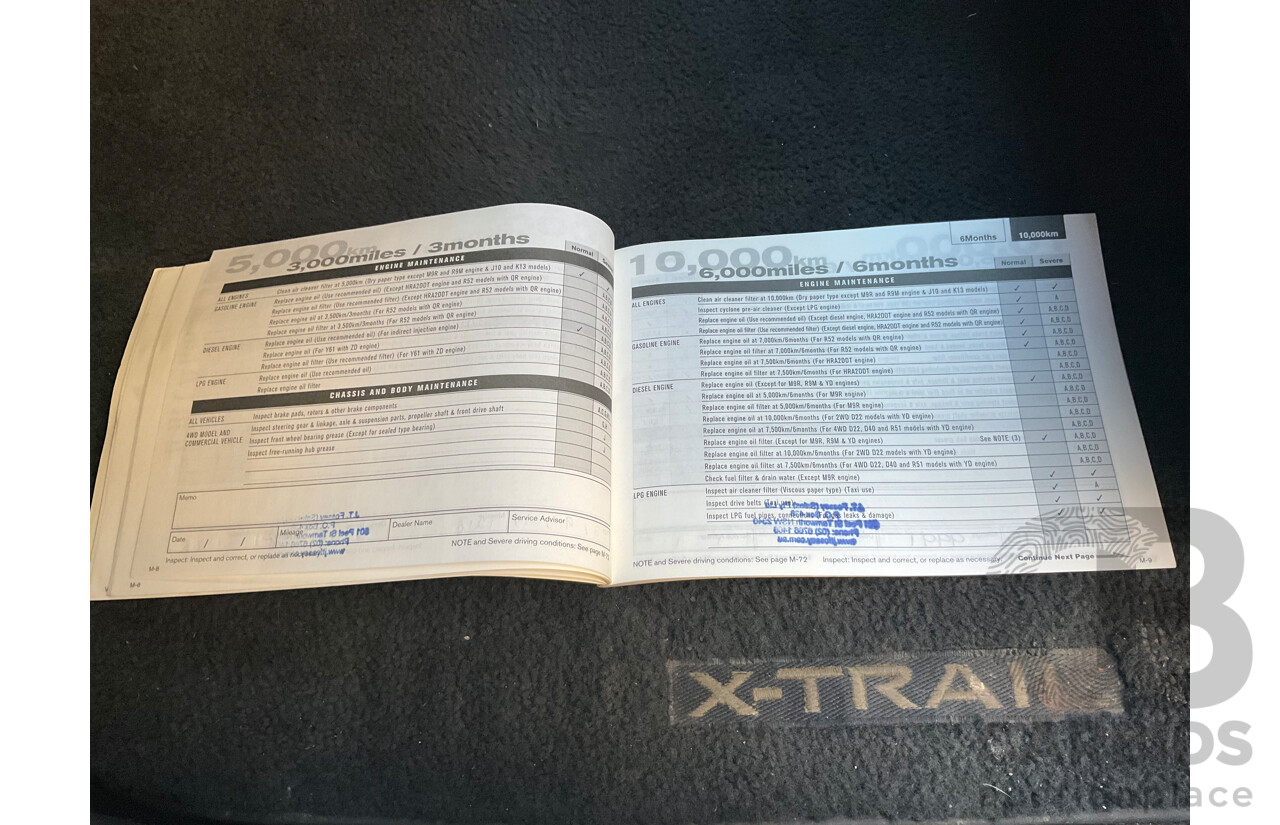 5,000km
3,000miles / 3months
ENGINE MAINTENANCE
Normal
ALL ENGINES Clean air cleaner filter at 5,000km (Dry paper type except M9R and R9M engine & J10 and K13 models)
GASOLINE ENGINE Replace engine oil (Use recommended oil) (Except HRA2DDT engine and R52 models with QR engine)
Replace engine oil filter (Use recommended filter) (Except HRA2DDT engine and R52 models with QR engine)
Replace engine oil at 3,500km/3months (For R52 models with QR engine)
Replace engine oil filter at 3,500km/3months (For R52 models with QR engine)
DIESEL ENGINE Replace engine oil (Use recommended oil) (For indirect injection engine)
Replace engine oil (For Y61 with ZD engine)
Replace engine oil filter (Use recommended filter) (For Y61 with ZD engine)
LPG ENGINE Replace engine oil (Use recommended oil)
Replace engine oil filter
CHASSIS AND BODY MAINTENANCE
ALL VEHICLES Inspect brake pads, rotors & other brake components
4WD MODEL AND COMMERCIAL VEHICLE Inspect steering gear & linkage, axle & suspension parts, propeller shaft & front drive shaft
Inspect front wheel bearing grease (Except for sealed type bearing)
Inspect free-running hub grease
Memo
Date / / Mileage Dealer Name Service Advisor
Inspect: Inspect and correct, or replace as necessary. NOTE and Severe driving conditions: See page M-72
M-8
M-6
6Months 10,000km
10,000km
6,000miles / 6months
Normal Severe
ENGINE MAINTENANCE
ALL ENGINES Clean air cleaner filter at 10,000km (Dry paper type except M9R and R9M engine & J10 and K13 models) ✓ ✓
Inspect cyclone pre-air cleaner (Except LPG engine) ✓ A
GASOLINE ENGINE Replace engine oil (Use recommended oil) (Except diesel engine, HRA2DDT engine and R52 models with QR engine) ✓ A,B,C,D
Replace engine oil filter (Use recommended filter) (Except diesel engine, HRA2DDT engine and R52 models with QR engine) ✓ A,B,C,D
Replace engine oil at 7,000km/6months (For R52 models with QR engine) ✓ A,B,C,D
Replace engine oil filter at 7,000km/6months (For R52 models with QR engine) ✓ A,B,C,D
Replace engine oil at 7,500km/6months (For HRA2DDT engine) A,B,C,D
Replace engine oil filter at 7,500km/6months (For HRA2DDT engine) A,B,C,D
DIESEL ENGINE Replace engine oil (Except for M9R, R9M & YD engines) ✓ A,B,C,D
Replace engine oil at 5,000km/6months (For M9R engine) A,B,C,D
Replace engine oil filter at 5,000km/6months (For M9R engine) A,B,C,D
Replace engine oil at 10,000km/6months (For 2WD D22 models with YD engine) A,B,C,D
Replace engine oil at 7,500km/6months (For 4WD D22, D40 and R51 models with YD engine) A,B,C,D
Replace engine oil filter (Except for M9R, R9M & YD engines) See NOTE: (3) ✓ A,B,C,D
Replace engine oil filter at 10,000km/6months (For 2WD D22 models with YD engine) A,B,C,D
Replace engine oil filter at 7,500km/6months (For 4WD D22, D40 and R51 models with YD engine) A,B,C,D
Check fuel filter & drain water (Except M9R engine) ✓ ✓
LPG ENGINE Inspect air cleaner filter (Viscous paper type) (Taxi use) ✓ A
Inspect drive belts (Taxi use) ✓ ✓
Inspect LPG fuel pipes, leaks & damage) ✓ ✓
NOTE and Severe driving conditions: See page M-72 Inspect: Inspect and correct, or replace as necessary. Continue Next Page
M-9
X-TRAIL